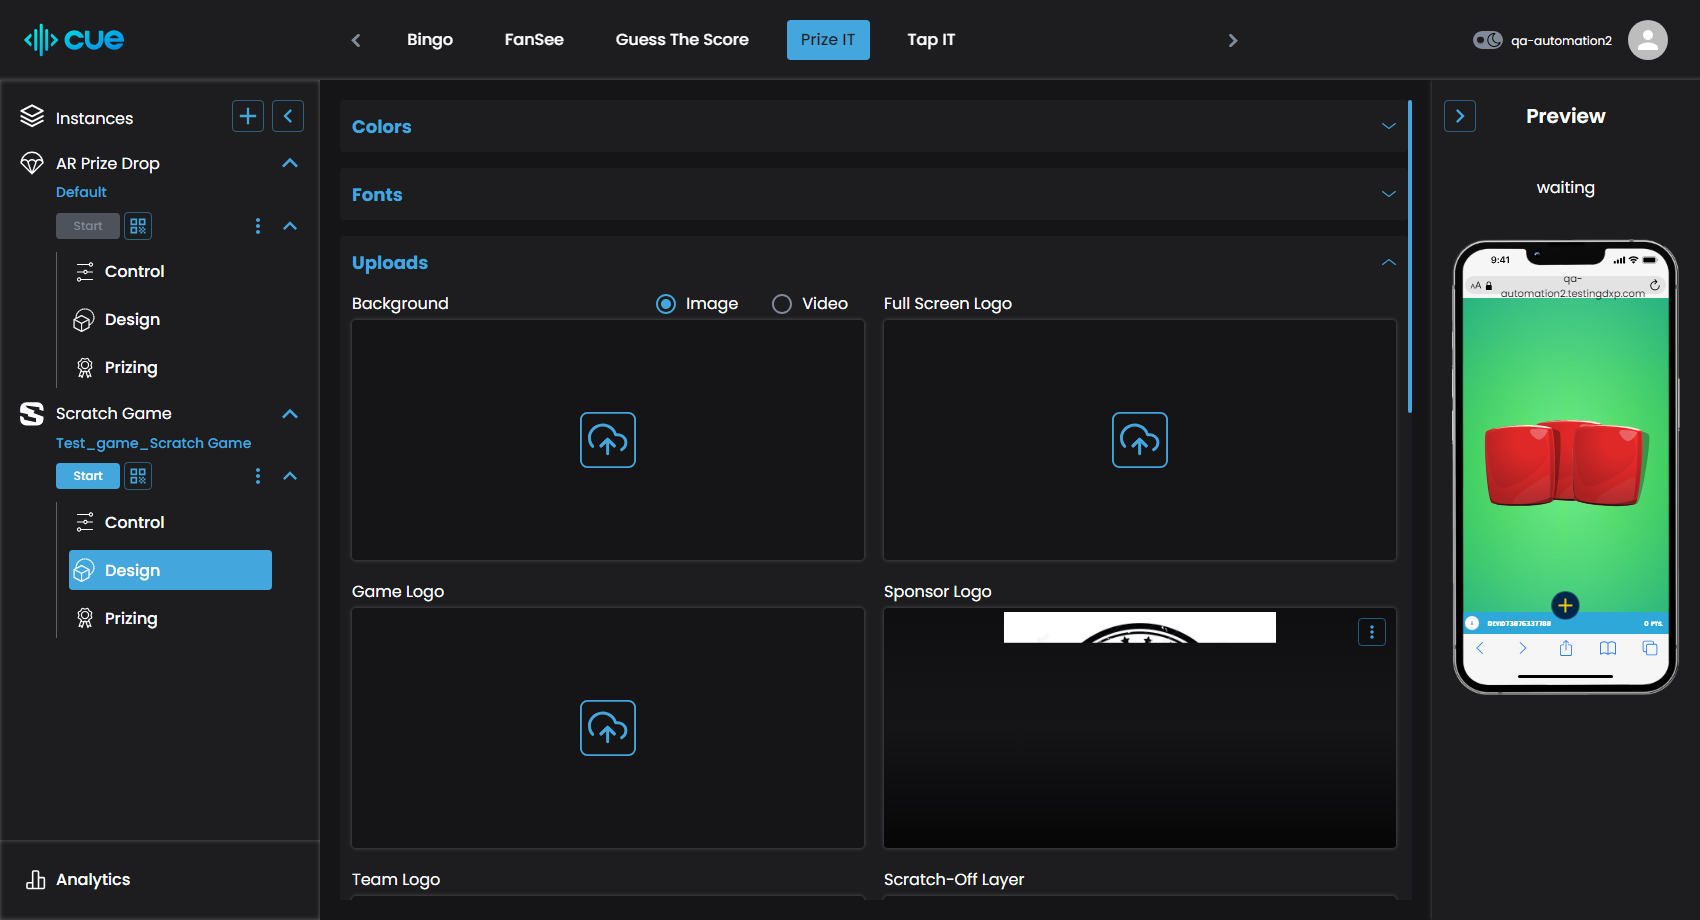 cue
Bingo
FanSee
Guess The Score
Prize IT
Tap IT
qa-automation2
Instances
AR Prize Drop
Default
Start
Control
Design
Prizing
Scratch Game
Test_game_Scratch Game
Start
Control
Design
Prizing
Analytics
Colors
Fonts
Uploads
Background
Image
Video
Full Screen Logo
Game Logo
Sponsor Logo
Team Logo
Scratch-Off Layer
Preview
waiting
9:41
AA
qa-
automation2.testingdxp.com
DEVID73876337788
0 PTS.